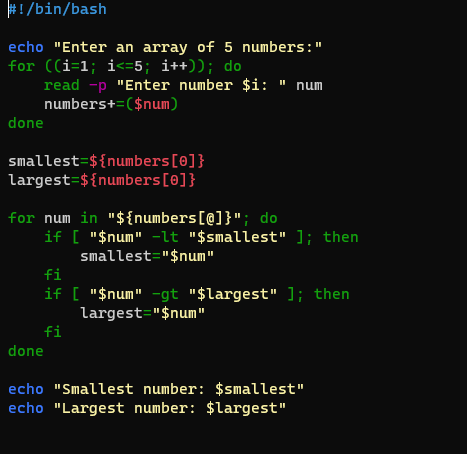 #!/bin/bash

echo "Enter an array of 5 numbers:"
for ((i=1; i<=5; i++)); do
    read -p "Enter number $i: " num
    numbers+=($num)
done

smallest=${numbers[0]}
largest=${numbers[0]}

for num in "${numbers[@]}"; do
    if [ "$num" -lt "$smallest" ]; then
        smallest="$num"
    fi
    if [ "$num" -gt "$largest" ]; then
        largest="$num"
    fi
done

echo "Smallest number: $smallest"
echo "Largest number: $largest"